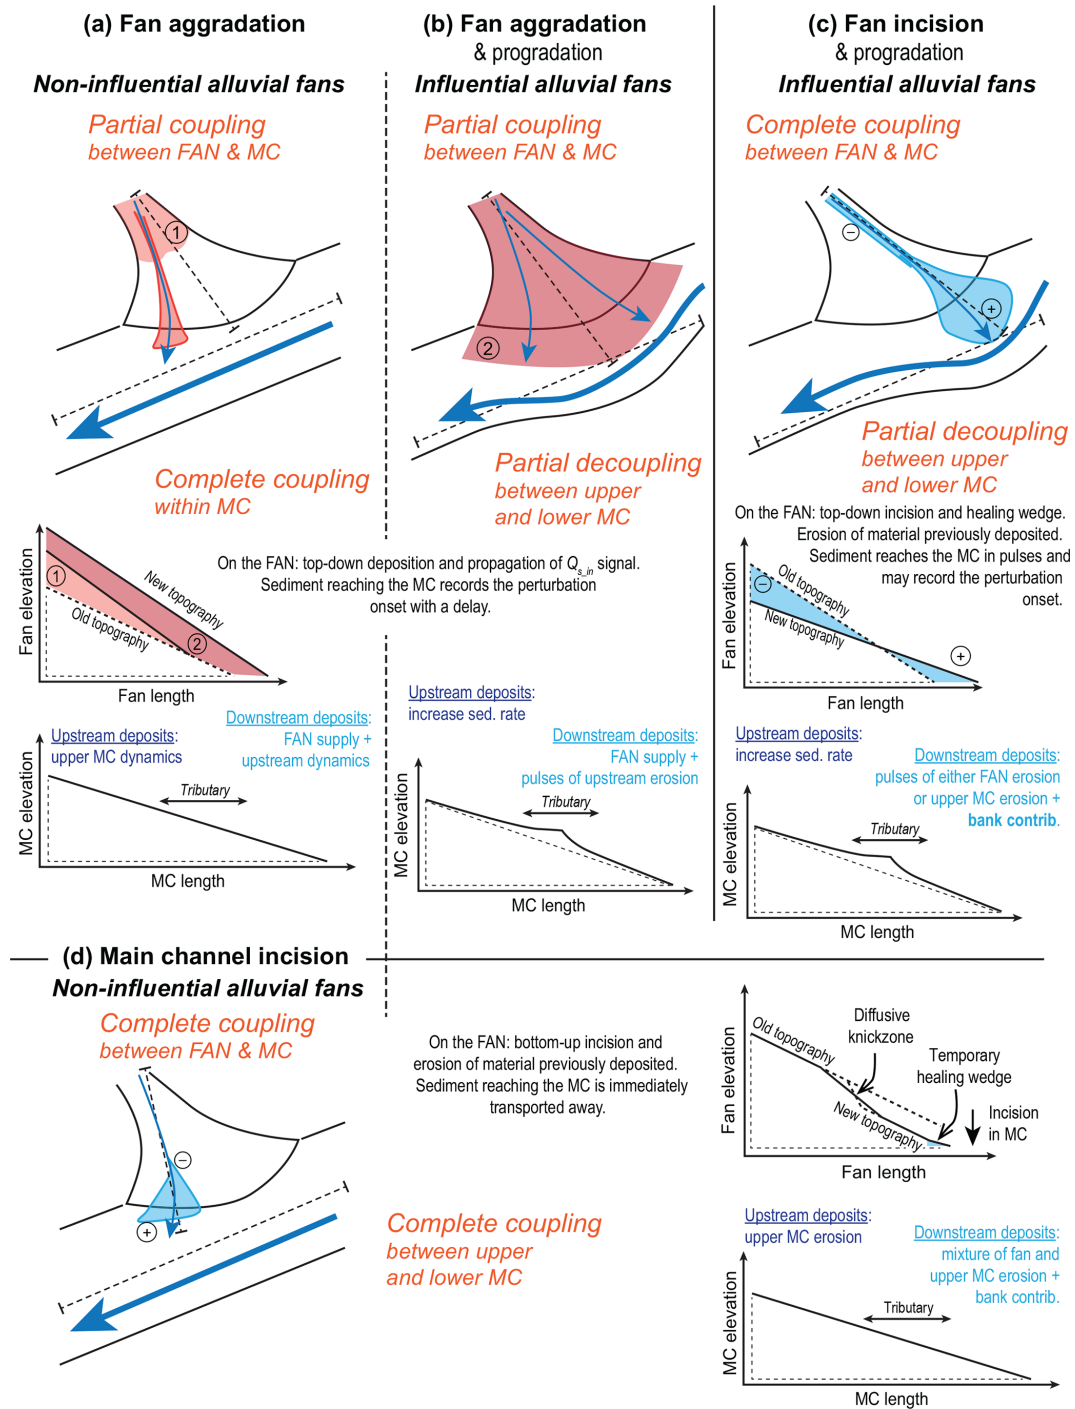 (a) Fan aggradation
Non-influential alluvial fans
Partial coupling
between FAN & MC
1
Complete coupling
within MC
(b) Fan aggradation
& progradation
Influential alluvial fans
Partial coupling
between FAN & MC
2
Partial decoupling
between upper
and lower MC
(c) Fan incision
& progradation
Influential alluvial fans
Complete coupling
between FAN & MC
−
+
Partial decoupling
between upper
and lower MC
On the FAN: top-down deposition and propagation of Qs_in signal.
Sediment reaching the MC records the perturbation
onset with a delay.
Fan elevation
1
New topography
Old topography
2
Fan length
Upstream deposits:
upper MC dynamics
Downstream deposits:
FAN supply +
upstream dynamics
MC elevation
Tributary
MC length
Upstream deposits:
increase sed. rate
Downstream deposits:
FAN supply +
pulses of upstream erosion
MC elevation
Tributary
MC length
On the FAN: top-down incision and healing wedge.
Erosion of material previously deposited.
Sediment reaches the MC in pulses and
may record the perturbation
onset.
Fan elevation
−
Old topography
New topography
+
Fan length
Upstream deposits:
increase sed. rate
Downstream deposits:
pulses of either FAN erosion
or upper MC erosion +
bank contrib.
MC elevation
Tributary
MC length
(d) Main channel incision
Non-influential alluvial fans
Complete coupling
between FAN & MC
−
+
Complete coupling
between upper
and lower MC
On the FAN: bottom-up incision and
erosion of material previously deposited.
Sediment reaching the MC is immediately
transported away.
Fan elevation
Old topography
Diffusive
knickzone
Temporary
healing wedge
New topography
Incision
in MC
Fan length
Upstream deposits:
upper MC erosion
Downstream deposits:
mixture of fan and
upper MC erosion +
bank contrib.
MC elevation
Tributary
MC length